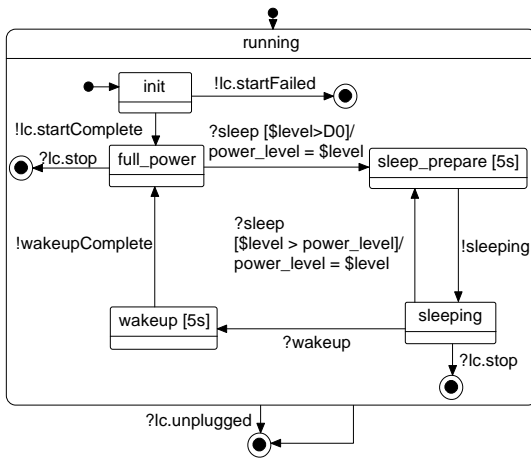 running
init
!lc.startFailed
!lc.startComplete
?sleep [$level>D0]/
power_level = $level
?lc.stop
full_power
sleep_prepare [5s]
?sleep
[$level > power_level]/
power_level = $level
!wakeupComplete
!sleeping
wakeup [5s]
sleeping
?wakeup
?lc.stop
?lc.unplugged